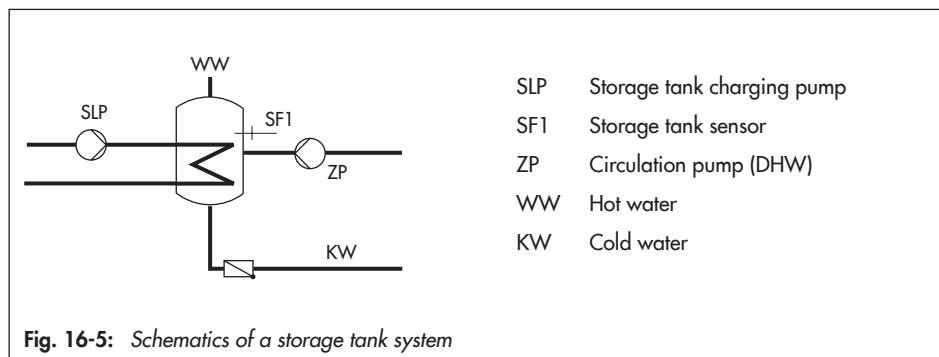 WW
SLP
SF1
ZP
KW
SLP Storage tank charging pump
SF1 Storage tank sensor
ZP Circulation pump (DHW)
WW Hot water
KW Cold water
Fig. 16-5: Schematics of a storage tank system